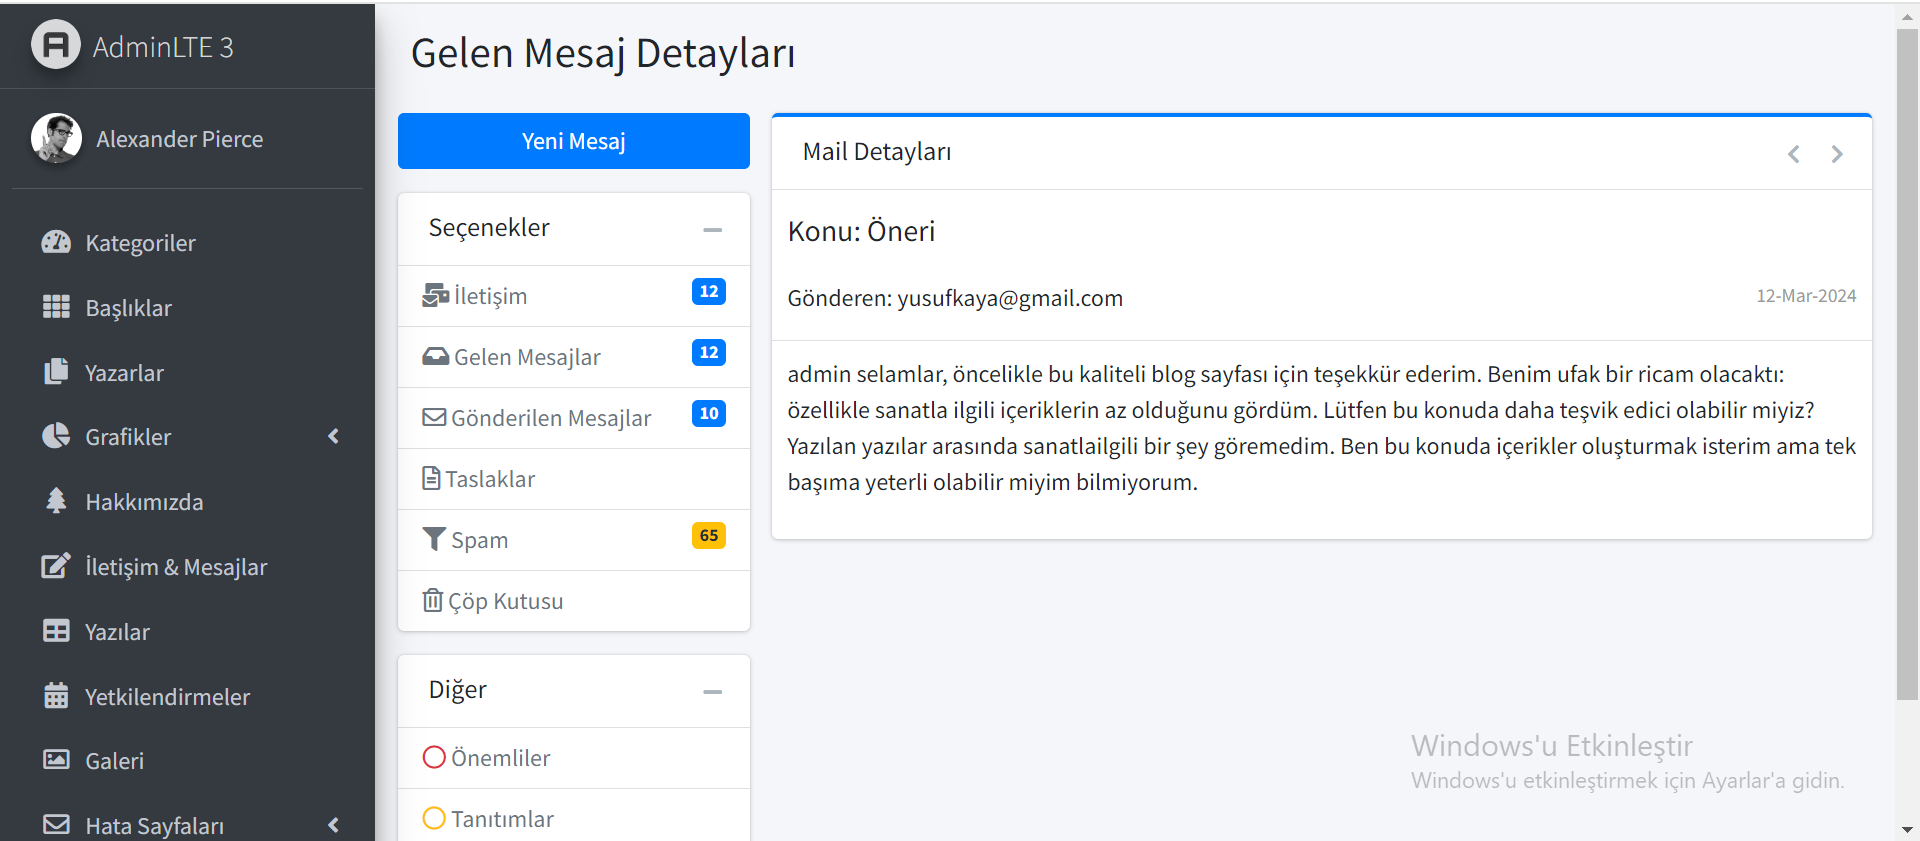 AdminLTE 3
Alexander Pierce
Kategoriler
Başlıklar
Yazarlar
Grafikler
Hakkımızda
İletişim & Mesajlar
Yazılar
Yetkilendirmeler
Galeri
Hata Sayfaları
Gelen Mesaj Detayları
Yeni Mesaj
Seçenekler
İletişim 12
Gelen Mesajlar 12
Gönderilen Mesajlar 10
Taslaklar
Spam 65
Çöp Kutusu
Diğer
Önemliler
Tanıtımlar
Mail Detayları
Konu: Öneri
Gönderen: yusufkaya@gmail.com 12-Mar-2024
admin selamlar, öncelikle bu kaliteli blog sayfası için teşekkür ederim. Benim ufak bir ricam olacaktı:
özellikle sanatla ilgili içeriklerin az olduğunu gördüm. Lütfen bu konuda daha teşvik edici olabilir miyiz?
Yazılan yazılar arasında sanatlailgili bir şey göremedim. Ben bu konuda içerikler oluşturmak isterim ama tek
başıma yeterli olabilir miyim bilmiyorum.
Windows'u Etkinleştir
Windows'u etkinleştirmek için Ayarlar'a gidin.